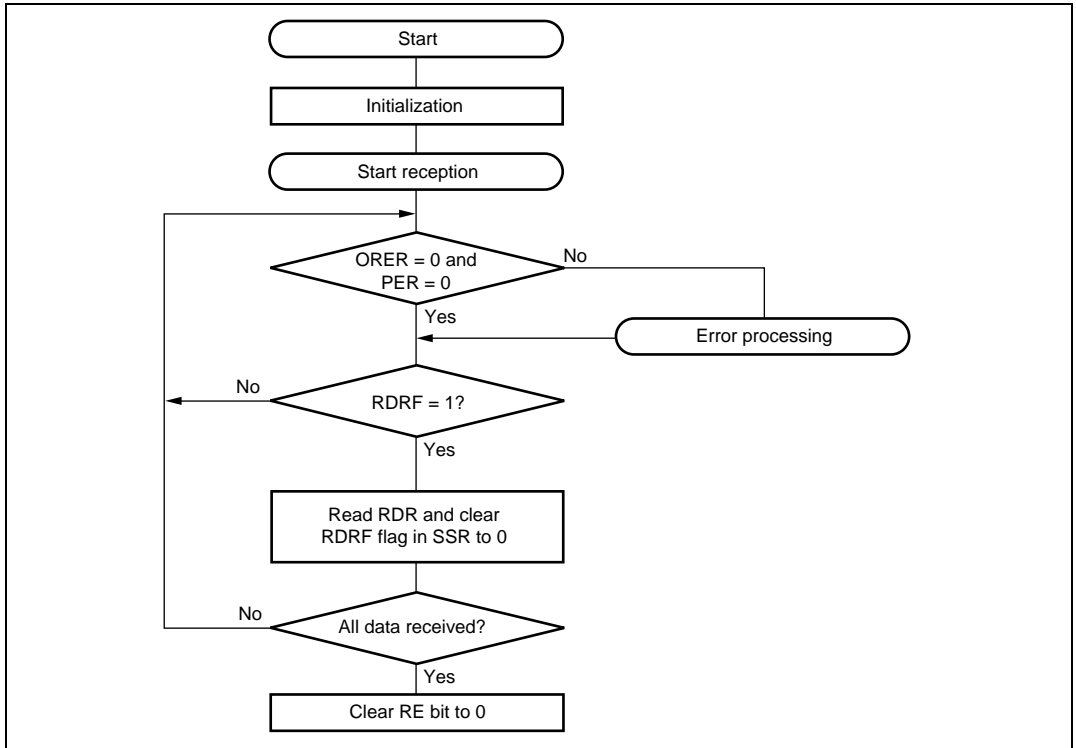 Start
Initialization
Start reception
ORER = 0 and
PER = 0
No
Yes
Error processing
No
RDRF = 1?
Yes
Read RDR and clear
RDRF flag in SSR to 0
No
All data received?
Yes
Clear RE bit to 0